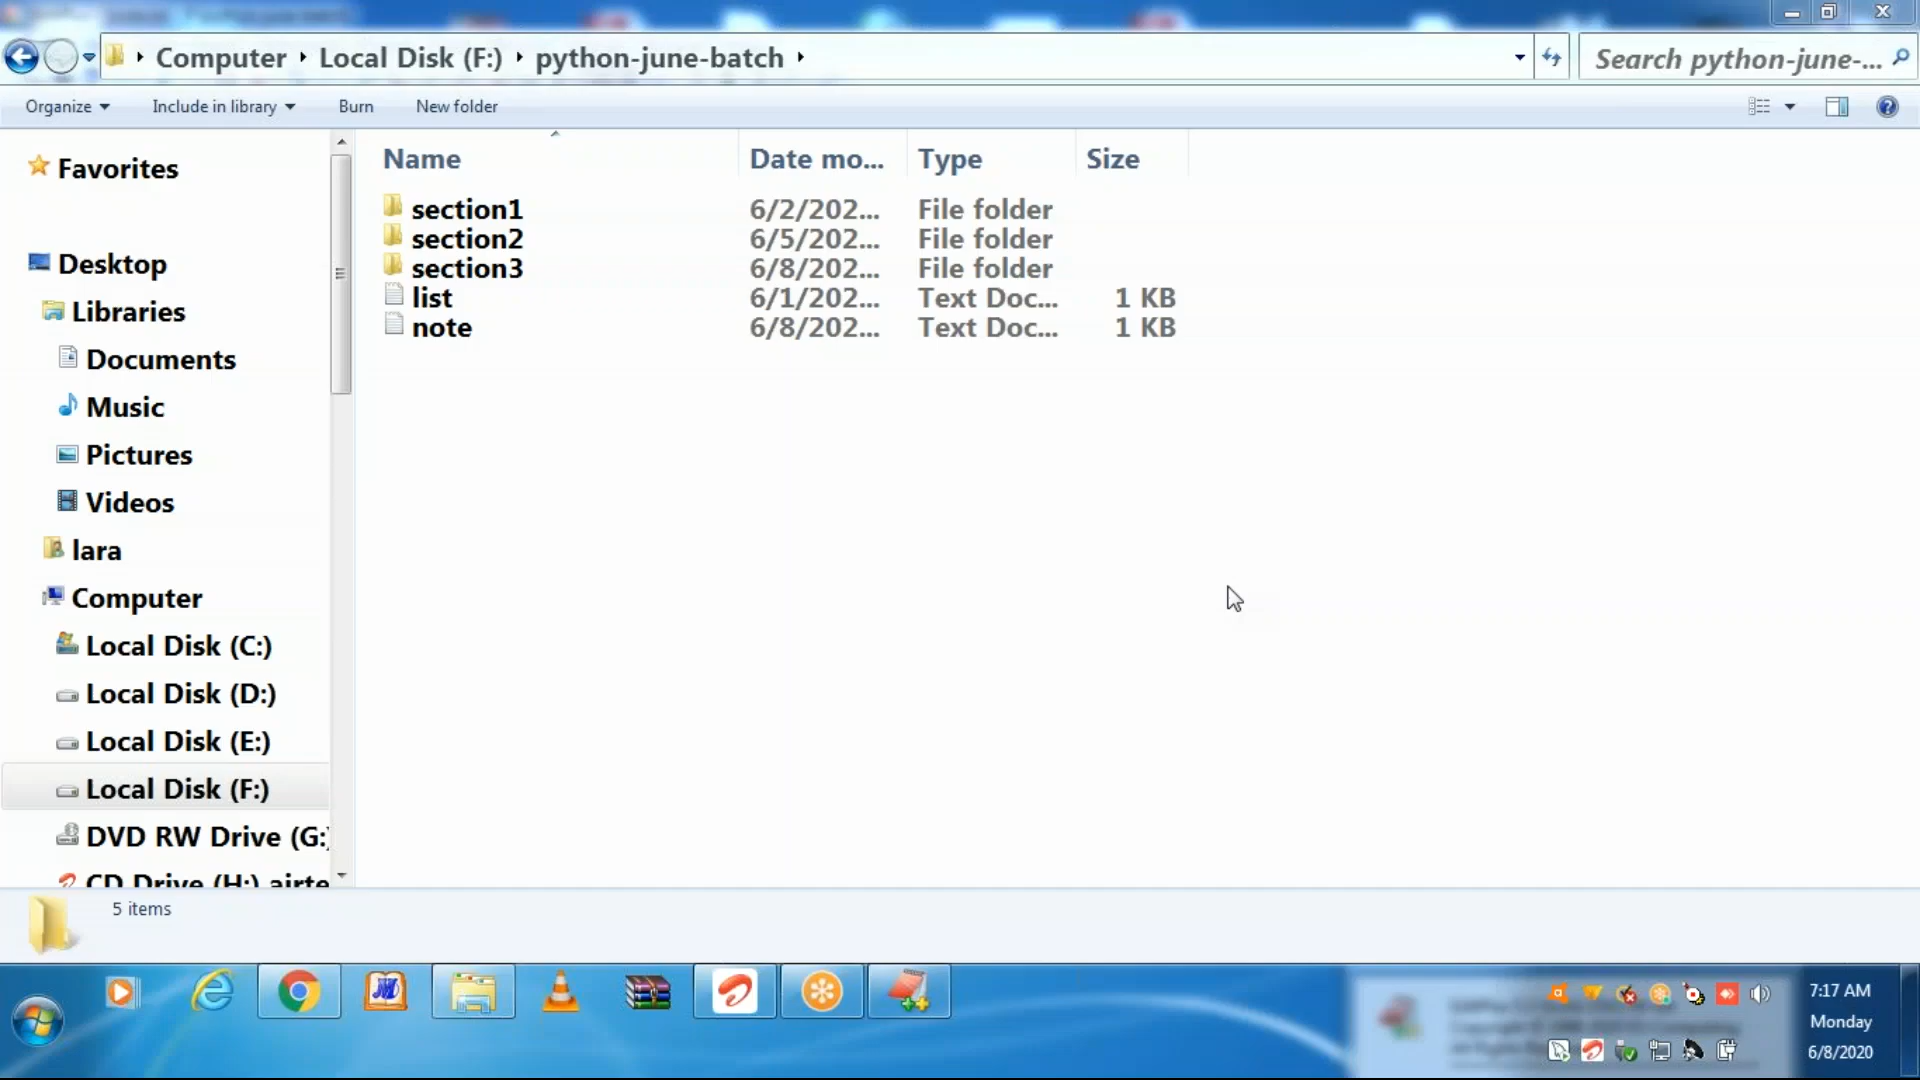 Computer Local Disk (F:) python-june-batch
Search python-june-...
Organize Include in library Burn New folder
Name Date mo... Type Size
Favorites
Desktop
Libraries
Documents
Music
Pictures
Videos
lara
Computer
Local Disk (C:)
Local Disk (D:)
Local Disk (E:)
Local Disk (F:)
DVD RW Drive (G:)
CD Drive (H:) airte
section1 6/2/202... File folder
section2 6/5/202... File folder
section3 6/8/202... File folder
list 6/1/202... Text Doc... 1 KB
note 6/8/202... Text Doc... 1 KB
5 items
7:17 AM
Monday
6/8/2020